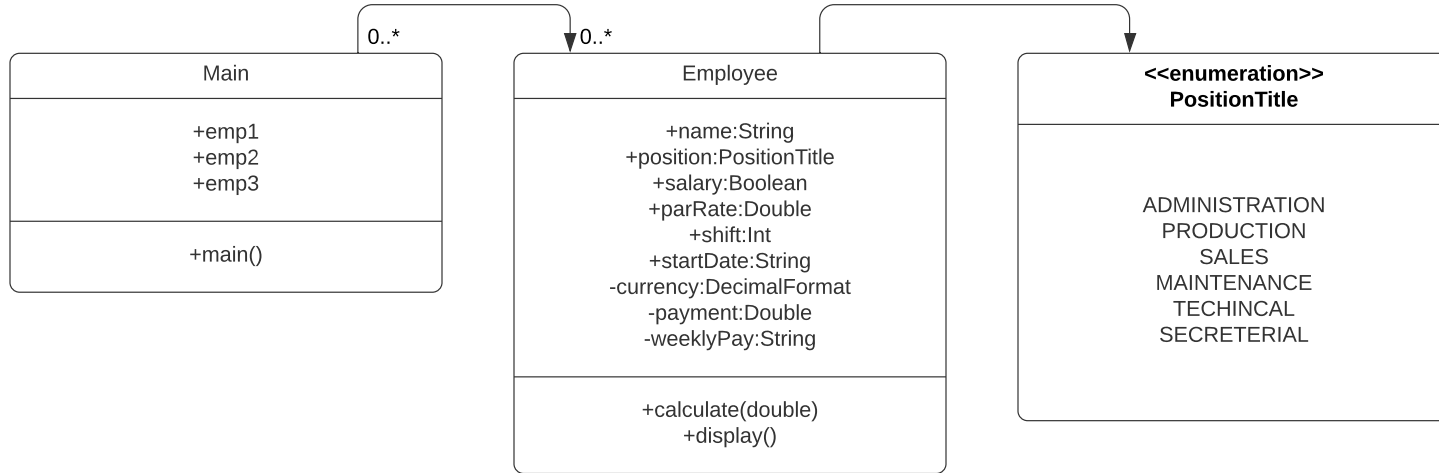 0..*
0..*
Main
+emp1
+emp2
+emp3
+main()
Employee
+name:String
+position:PositionTitle
+salary:Boolean
+parRate:Double
+shift:Int
+startDate:String
-currency:DecimalFormat
-payment:Double
-weeklyPay:String
+calculate(double)
+display()
<<enumeration>>
PositionTitle
ADMINISTRATION
PRODUCTION
SALES
MAINTENANCE
TECHINCAL
SECRETERIAL